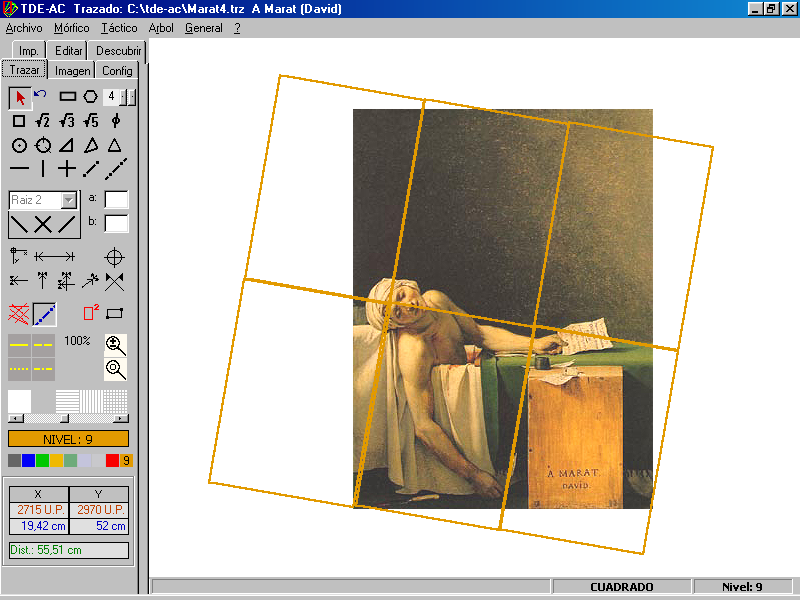 TDE-AC Trazado: C:\tde-ac\Marat4.trz A Marat (David)
Archivo Mórfico Táctico Arbol General ?
Imp. Editar Descubrir
Trazar Imagen Config
4
√2 √3 √5 ϕ
Raiz 2 a:
b:
2
100%
NIVEL: 9
9
X Y
2715 U.P. 2970 U.P.
19,42 cm 52 cm
Dist.: 55,51 cm
A MARAT.
DAVID.
CUADRADO Nivel: 9